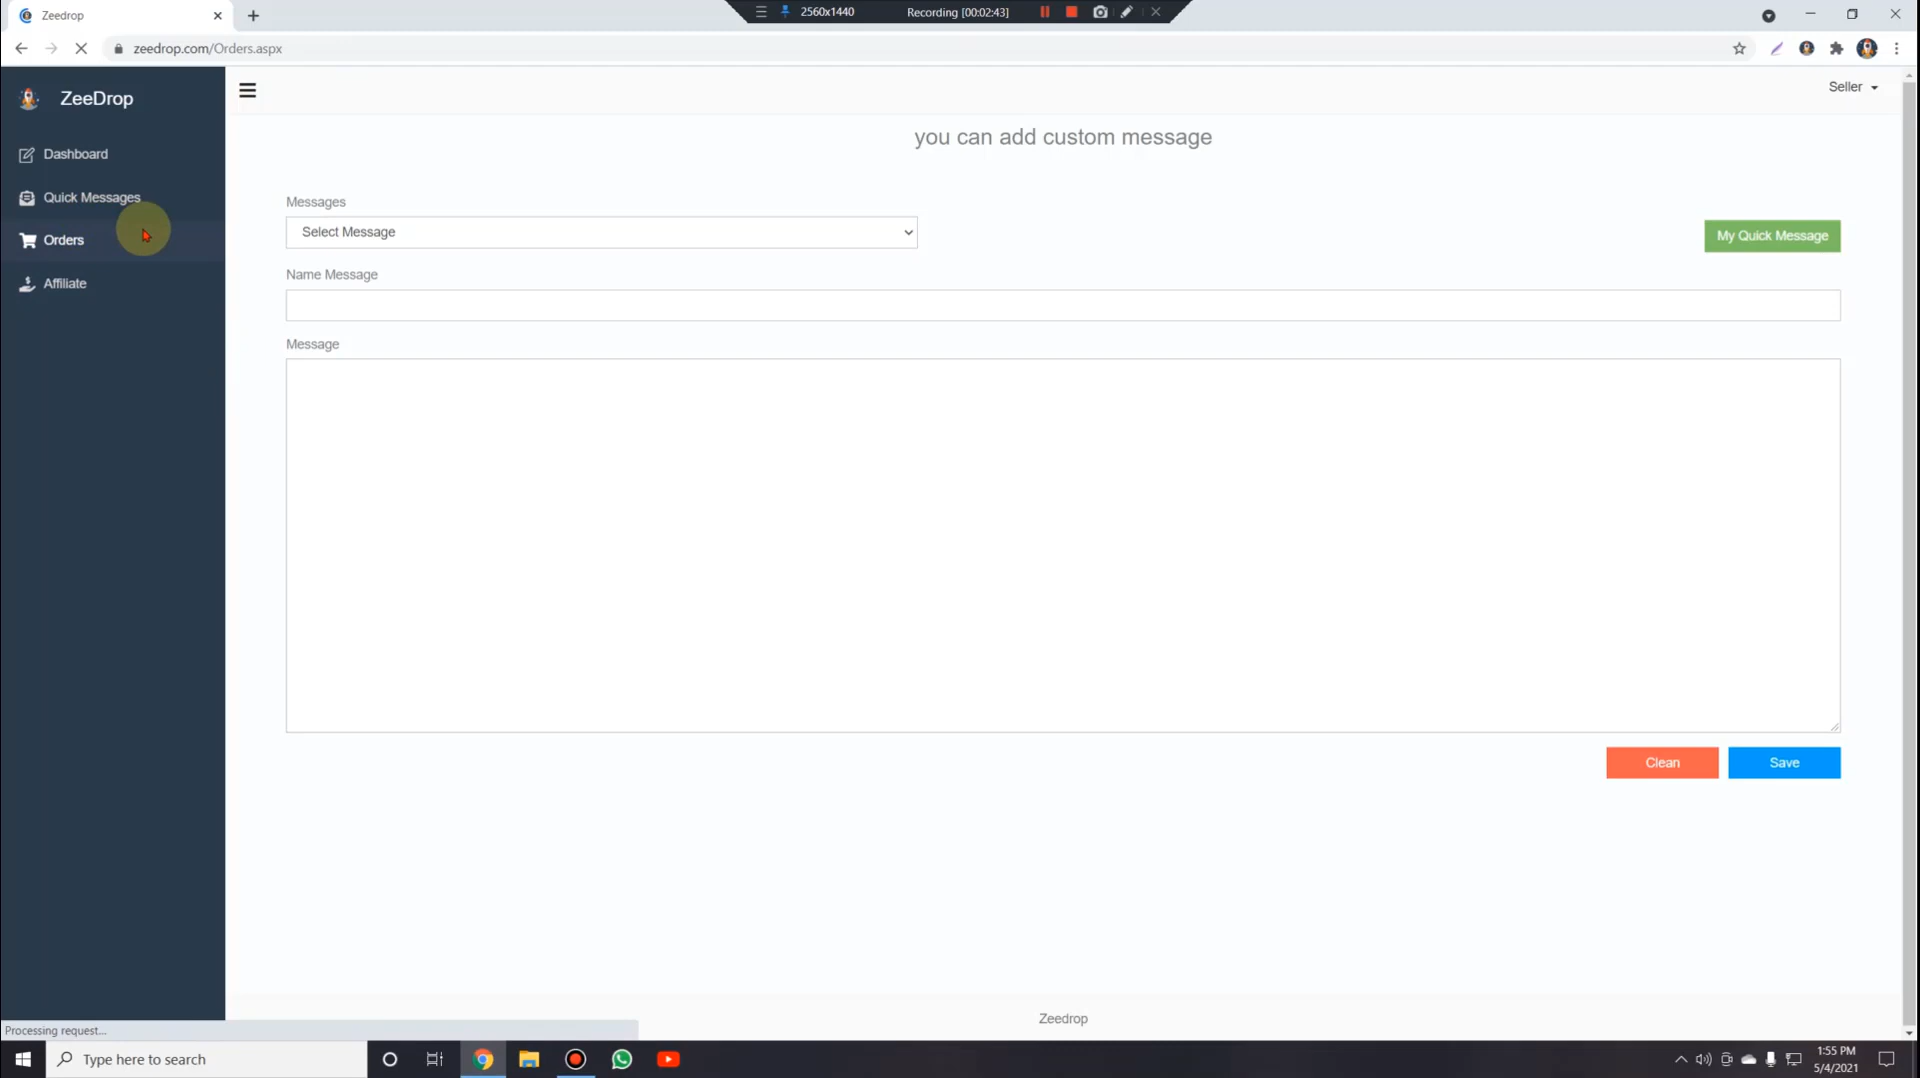 Zeedrop
2560x1440
Recording [00:02:43]
zeedrop.com/Orders.aspx
ZeeDrop
Seller
you can add custom message
Dashboard
Quick Messages
Orders
Affiliate
Messages
Select Message
My Quick Message
Name Message
Message
Clean
Save
Zeedrop
Processing request...
Type here to search
1:55 PM
5/4/2021